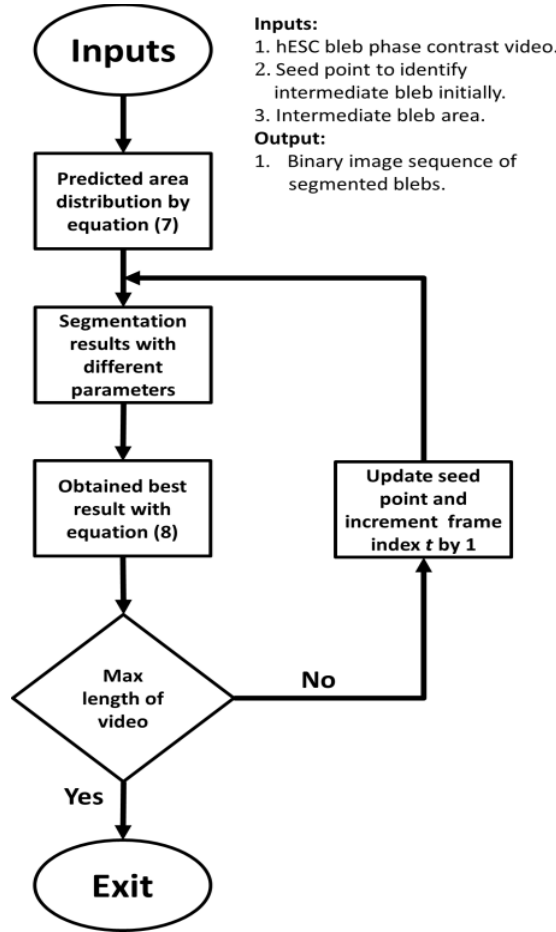 Inputs
Inputs:
1. hESC bleb phase contrast video.
2. Seed point to identify
intermediate bleb initially.
3. Intermediate bleb area.
Output:
1. Binary image sequence of
segmented blebs.
Predicted area
distribution by
equation (7)
Segmentation
results with
different
parameters
Obtained best
result with
equation (8)
Update seed
point and
increment frame
index t by 1
Max
length of
video
No
Yes
Exit